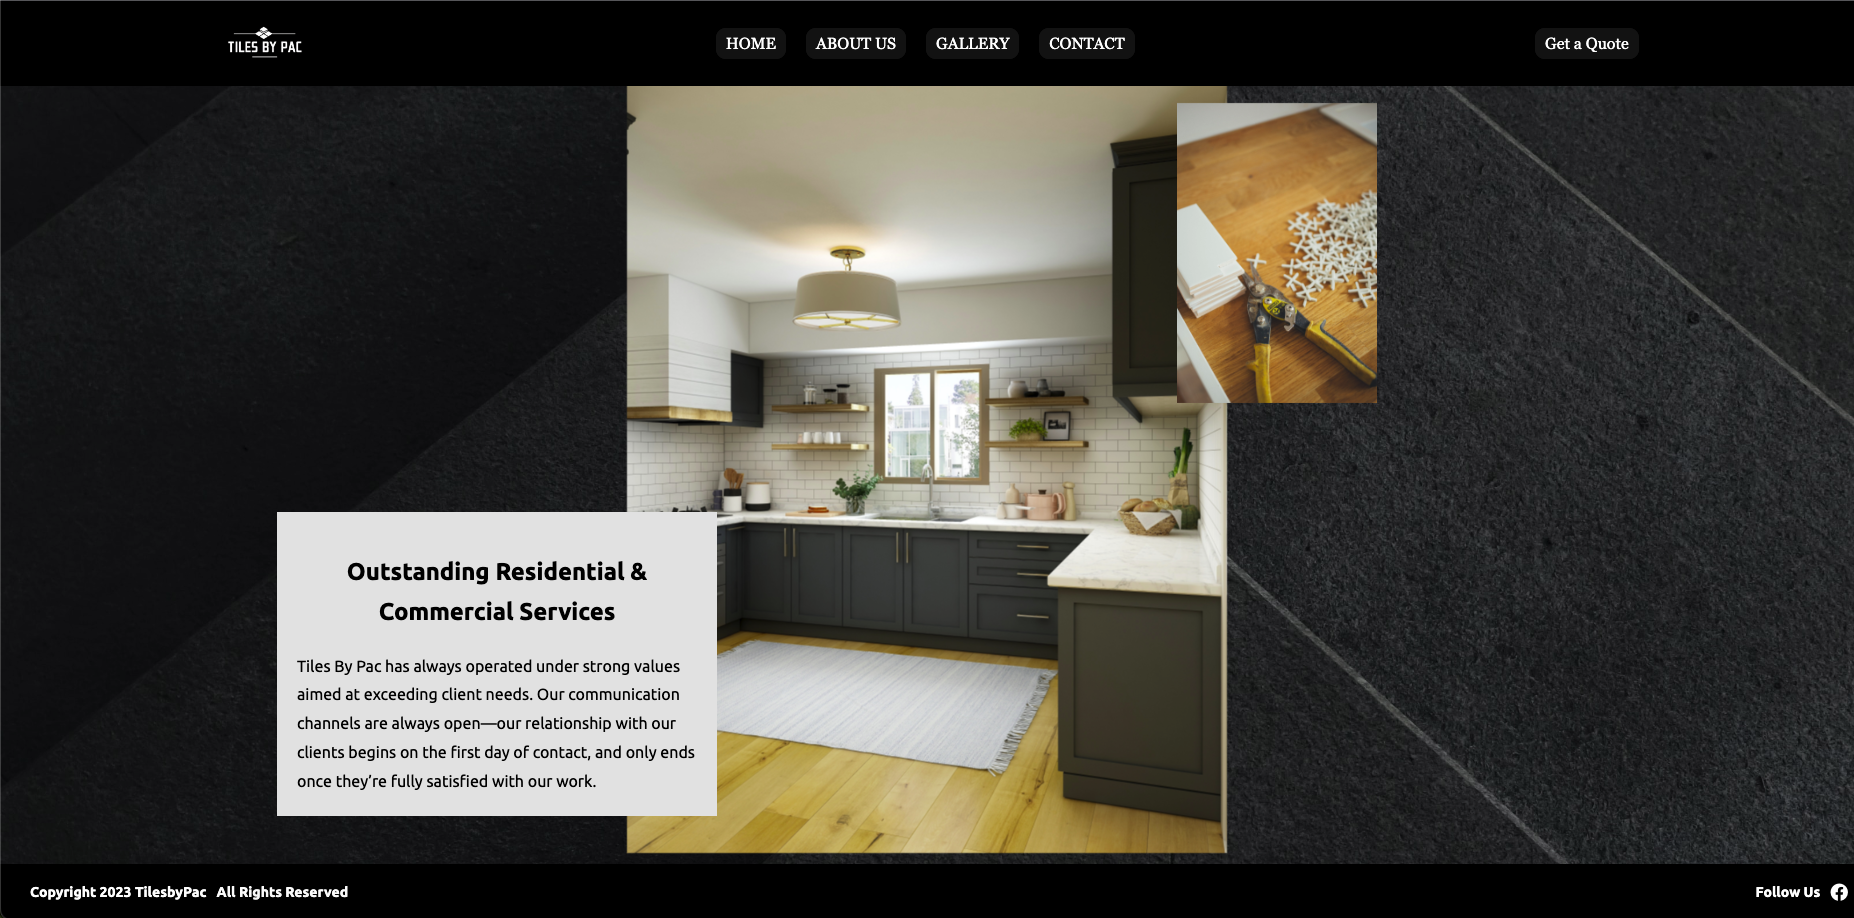 TILES BY PAC
HOME
ABOUT US
GALLERY
CONTACT
Get a Quote
Outstanding Residential &
Commercial Services
Tiles By Pac has always operated under strong values
aimed at exceeding client needs. Our communication
channels are always open—our relationship with our
clients begins on the first day of contact, and only ends
once they’re fully satisfied with our work.
Copyright 2023 TilesbyPac   All Rights Reserved
Follow Us